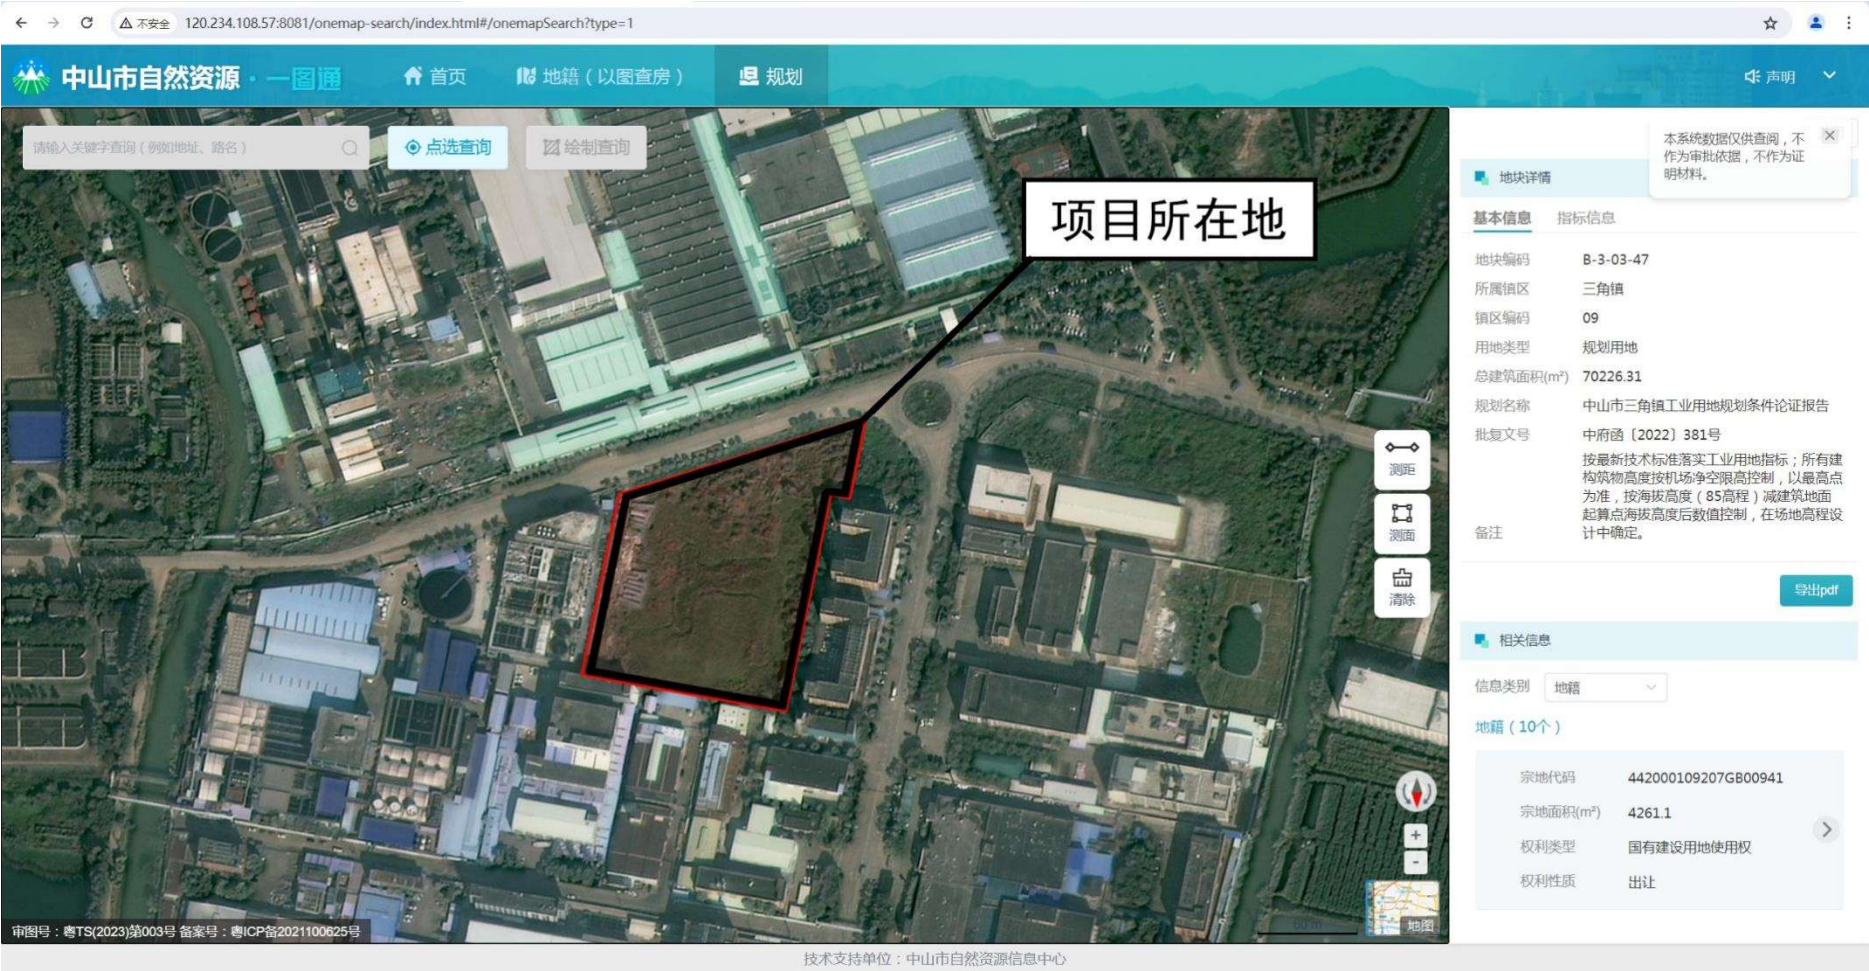 不安全 120.234.108.57:8081/onemap-search/index.html#/onemapSearch?type=1
中山市自然资源·一图通 首页 地籍(以图查房) 规划 声明
请输入关键字查询(例如地址、路名) 点选查询 绘制查询
项目所在地
测距
测面
清除
+
-
地图
审图号:粤TS(2023)第003号 备案号:粤ICP备2021100625号
本系统数据仅供查阅,不
作为审批依据,不作为证
明材料。
地块详情
基本信息 指标信息
地块编码 B-3-03-47
所属镇区 三角镇
镇区编码 09
用地类型 规划用地
总建筑面积(m²) 70226.31
规划名称 中山市三角镇工业用地规划条件论证报告
批复文号 中府函〔2022〕381号
按最新技术标准落实工业用地指标;所有建
构筑物高度按机场净空限高控制,以最高点
为准,按海拔高度(85高程)减建筑地面
起算点海拔高度后数值控制,在场地高程设
备注 计中确定。
导出pdf
相关信息
信息类别 地籍
地籍(10个)
宗地代码 442000109207GB00941
宗地面积(m²) 4261.1
权利类型 国有建设用地使用权
权利性质 出让
技术支持单位:中山市自然资源信息中心